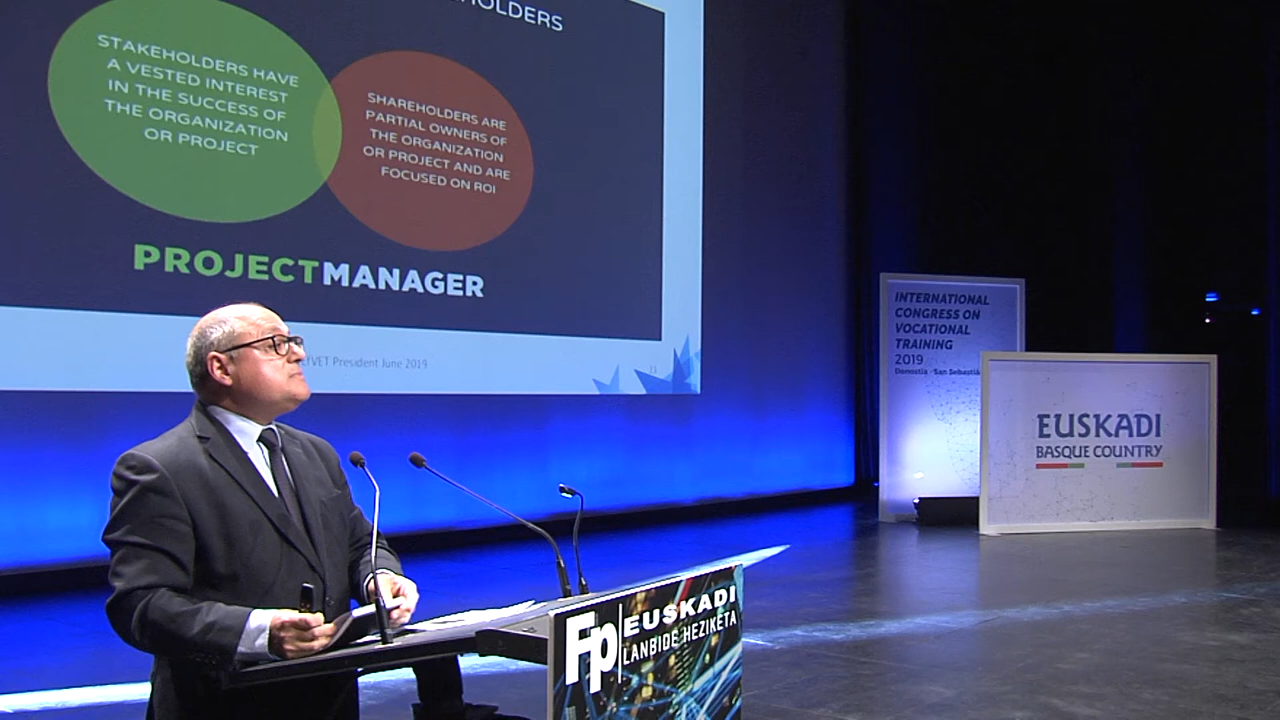 STAKEHOLDERS HAVE
A VESTED INTEREST
IN THE SUCCESS OF
THE ORGANIZATION
OR PROJECT
SHAREHOLDERS ARE
PARTIAL OWNERS OF
THE ORGANIZATION
OR PROJECT AND ARE
FOCUSED ON ROI
PROJECTMANAGER
President June 2019
INTERNATIONAL
CONGRESS ON
VOCATIONAL
TRAINING
2019
Donostia - San
EUSKADI
BASQUE COUNTRY
Fp EUSKADI
LANBIDE HEZIKETA